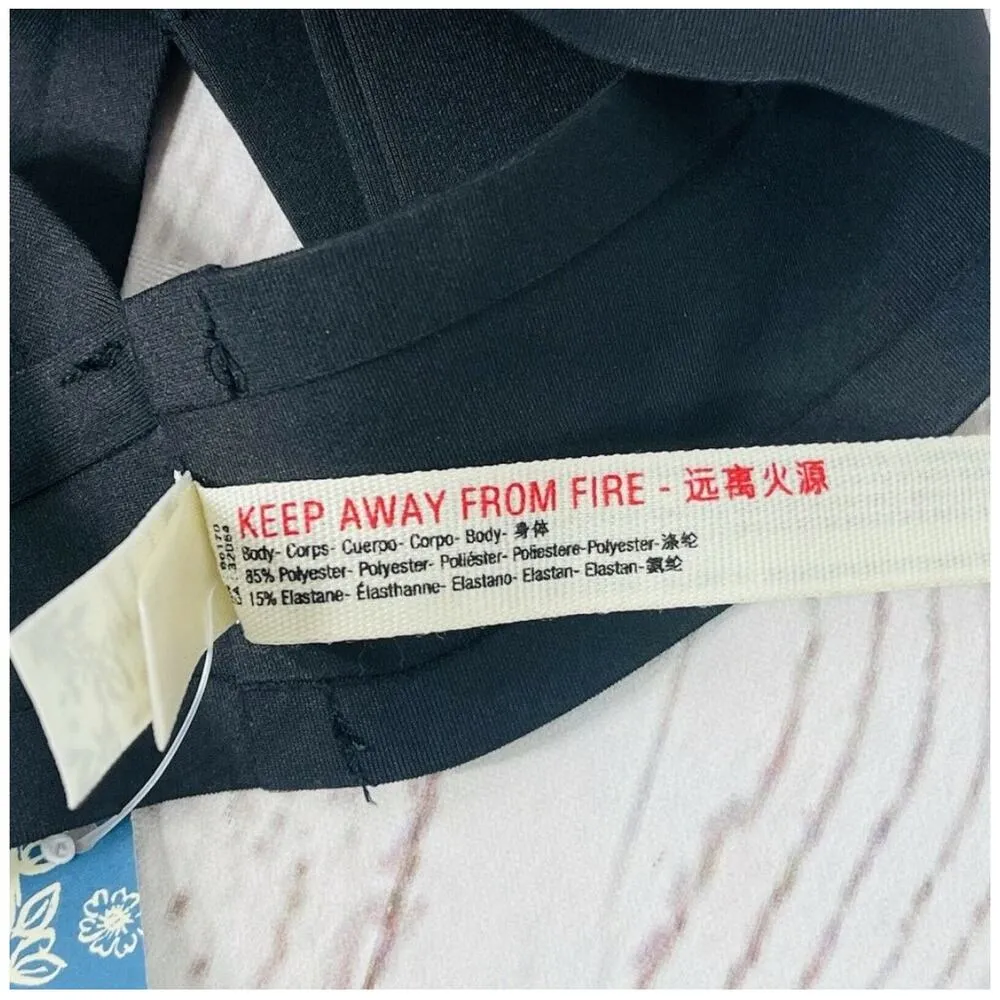 KEEP AWAY FROM FIRE - 远离火源
Body- Corps- Cuerpo- Corpo- Body- 身体
85% Polyester- Polyester- Poliéster- Poliestere-Polyester-涤纶
15% Elastane- Élasthanne- Elastano- Elastan- Elastan-氨纶